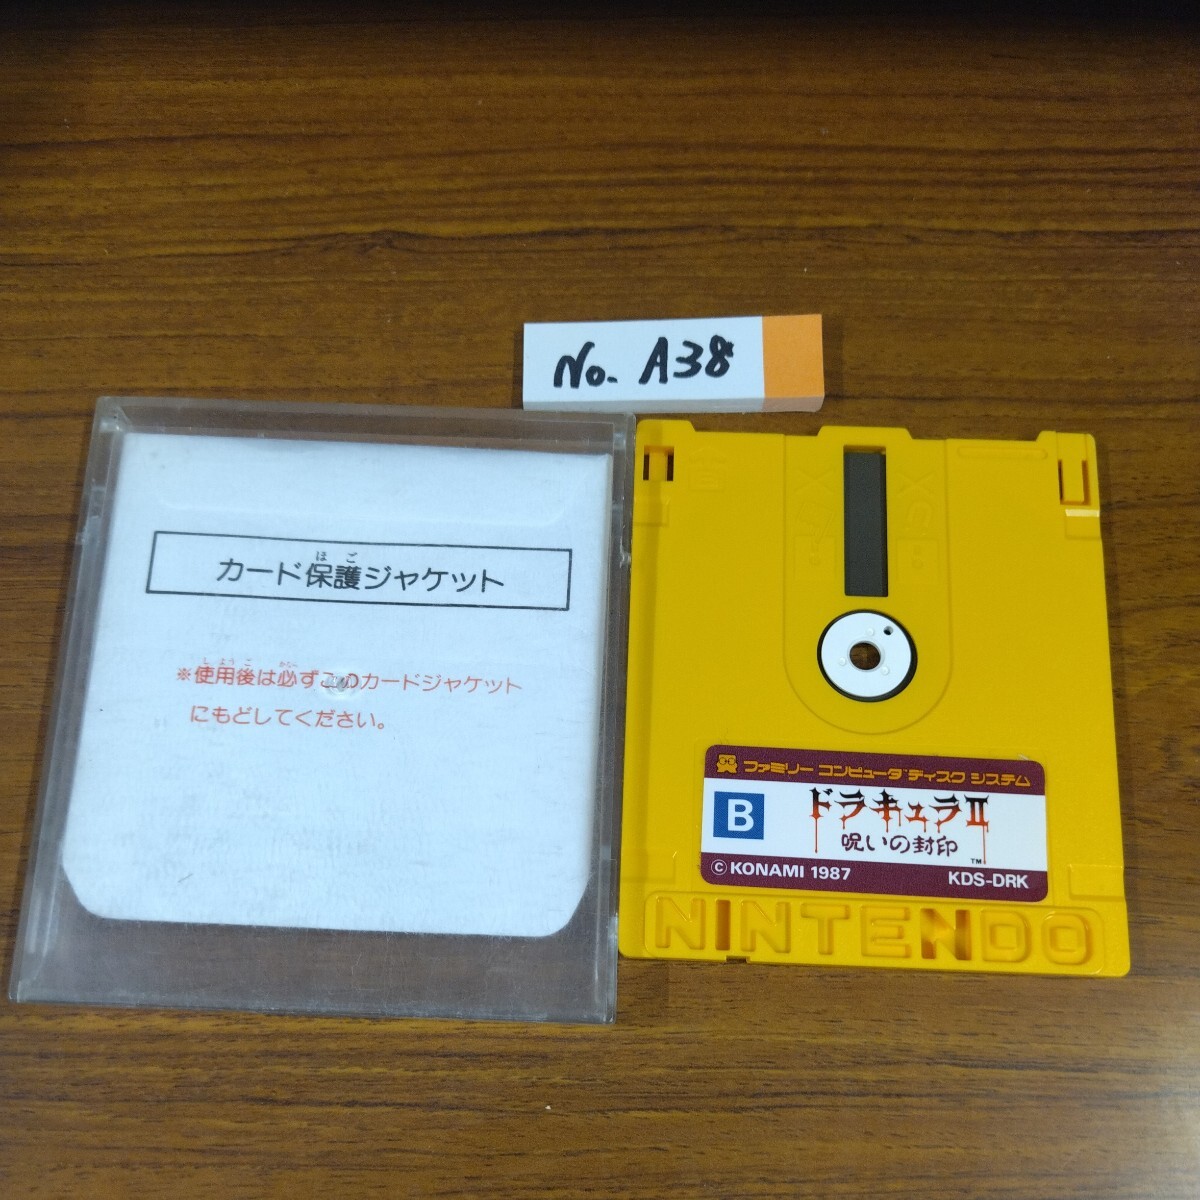 No. A38
カード保護ジャケット
ほご
※使用後は必ずこのカードジャケット
にもどしてください。
ファミリー コンピュータ ディスク システム
B
ドラキュラII
呪いの封印
TM
© KONAMI 1987
KDS-DRK
NINTENDO